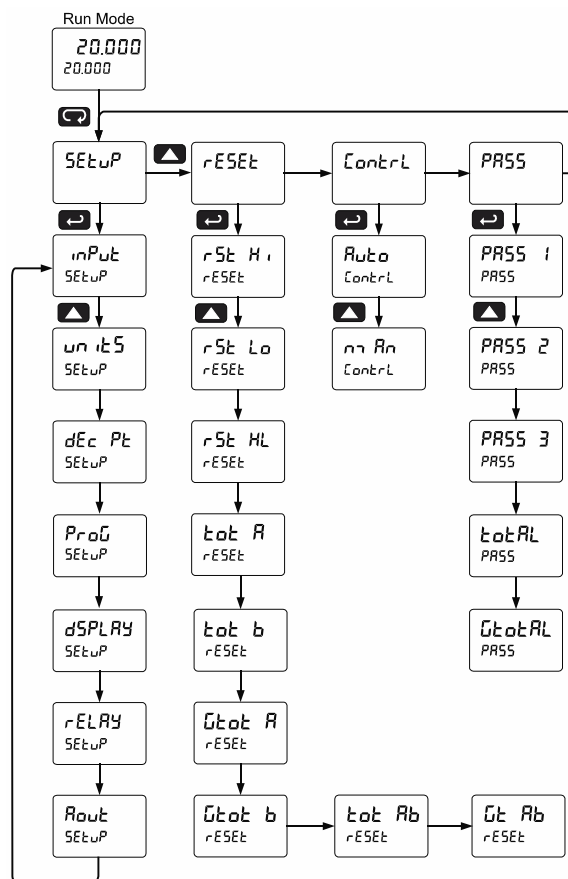 Run Mode
20.000
20.000
SEtuP
rESEt
ContrL
PASS
inPut
SEtuP
rSt Hi
rESEt
Auto
ContrL
PASS 1
PASS
unitS
SEtuP
rSt Lo
rESEt
mAn
ContrL
PASS 2
PASS
dEc Pt
SEtuP
rSt HL
rESEt
PASS 3
PASS
ProG
SEtuP
tot A
rESEt
totAL
PASS
dSPLAY
SEtuP
tot b
rESEt
GtotAL
PASS
rELAY
SEtuP
Gtot A
rESEt
Aout
SEtuP
Gtot b
rESEt
tot Ab
rESEt
Gt Ab
rESEt